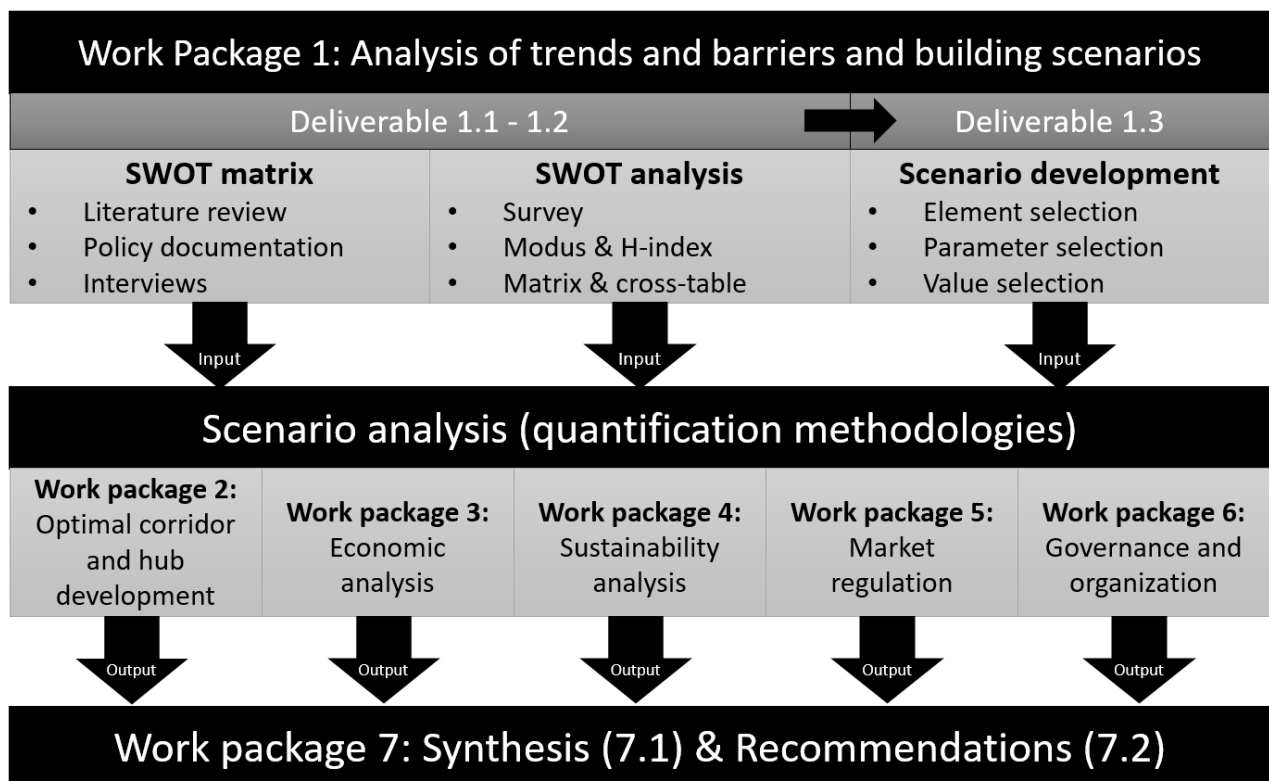 Work Package 1: Analysis of trends and barriers and building scenarios
Deliverable 1.1 - 1.2
Deliverable 1.3
SWOT matrix
• Literature review
• Policy documentation
• Interviews
SWOT analysis
• Survey
• Modus & H-index
• Matrix & cross-table
Scenario development
• Element selection
• Parameter selection
• Value selection
Input
Input
Input
Scenario analysis (quantification methodologies)
Work package 2:
Optimal corridor
and hub
development
Work package 3:
Economic
analysis
Work package 4:
Sustainability
analysis
Work package 5:
Market
regulation
Work package 6:
Governance and
organization
Output
Output
Output
Output
Output
Work package 7: Synthesis (7.1) & Recommendations (7.2)